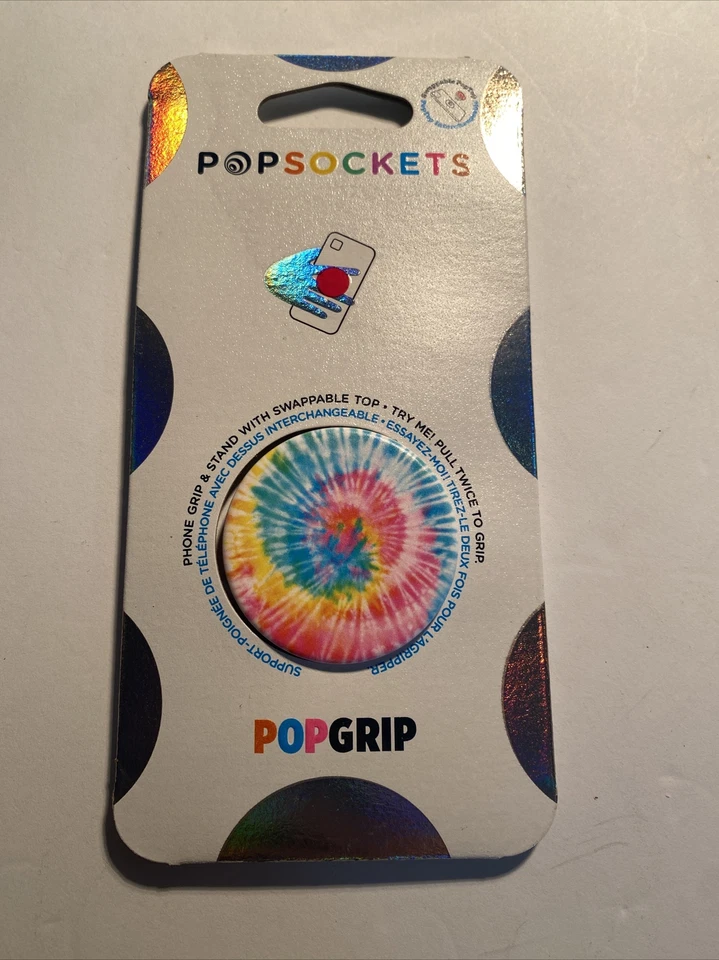 POPSOCKETS
PHONE GRIP & STAND WITH SWAPPABLE TOP • TRY ME! PULL TWICE TO GRIP.
SUPPORT-POIGNÉE DE TÉLÉPHONE AVEC DESSUS INTERCHANGEABLE • ESSAYEZ-MOI! TIREZ-LE DEUX FOIS POUR L'AGRIPPER.
POPGRIP